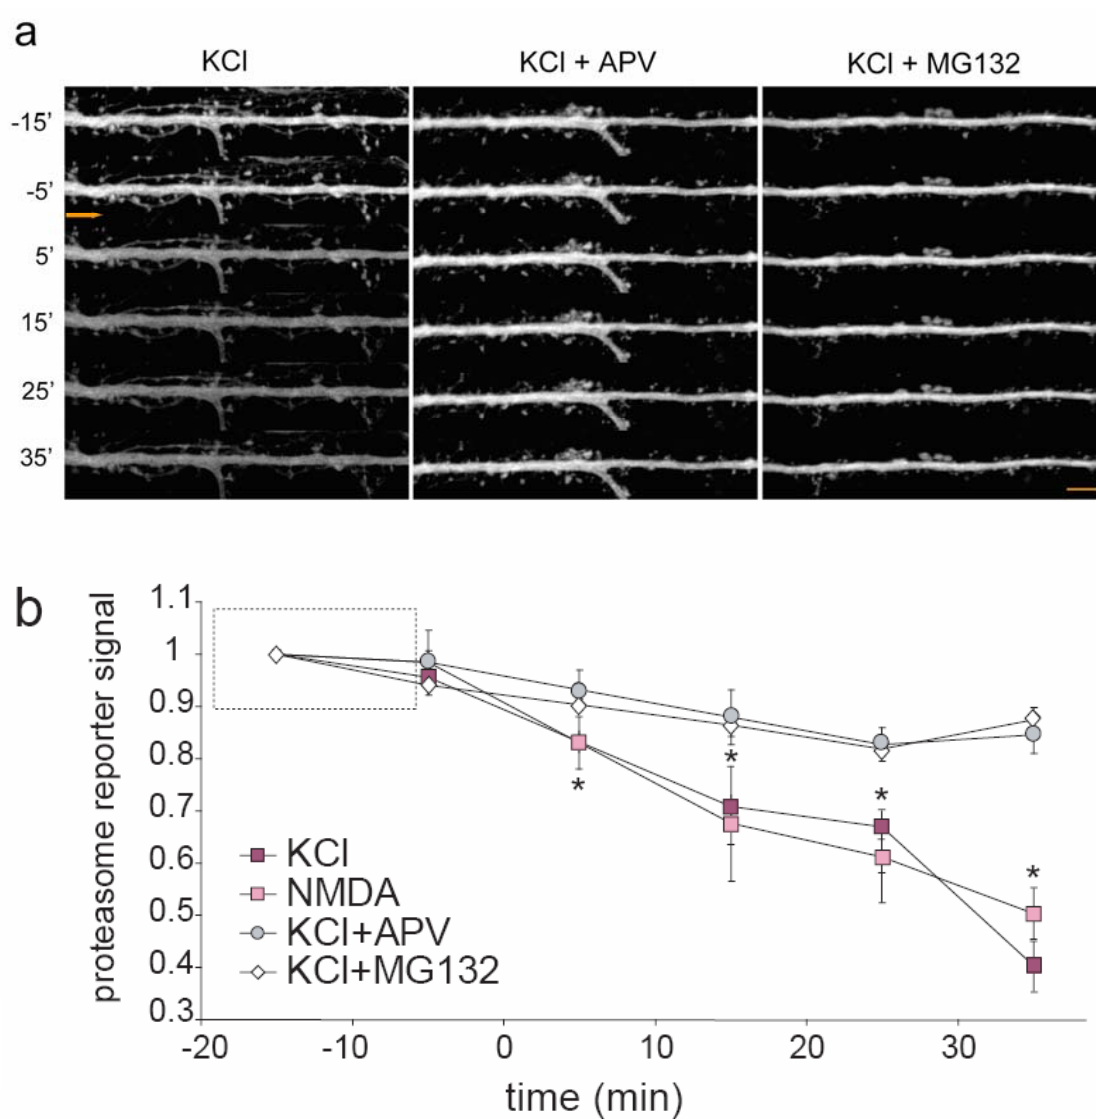 a
KCl
KCl + APV
KCl + MG132
-15’
-5’
5’
15’
25’
35’
b
proteasome reporter signal
1.1
1
0.9
0.8
0.7
0.6
0.5
0.4
0.3
*
*
*
*
KCl
NMDA
KCl+APV
KCl+MG132
-20
-10
0
10
20
30
time (min)